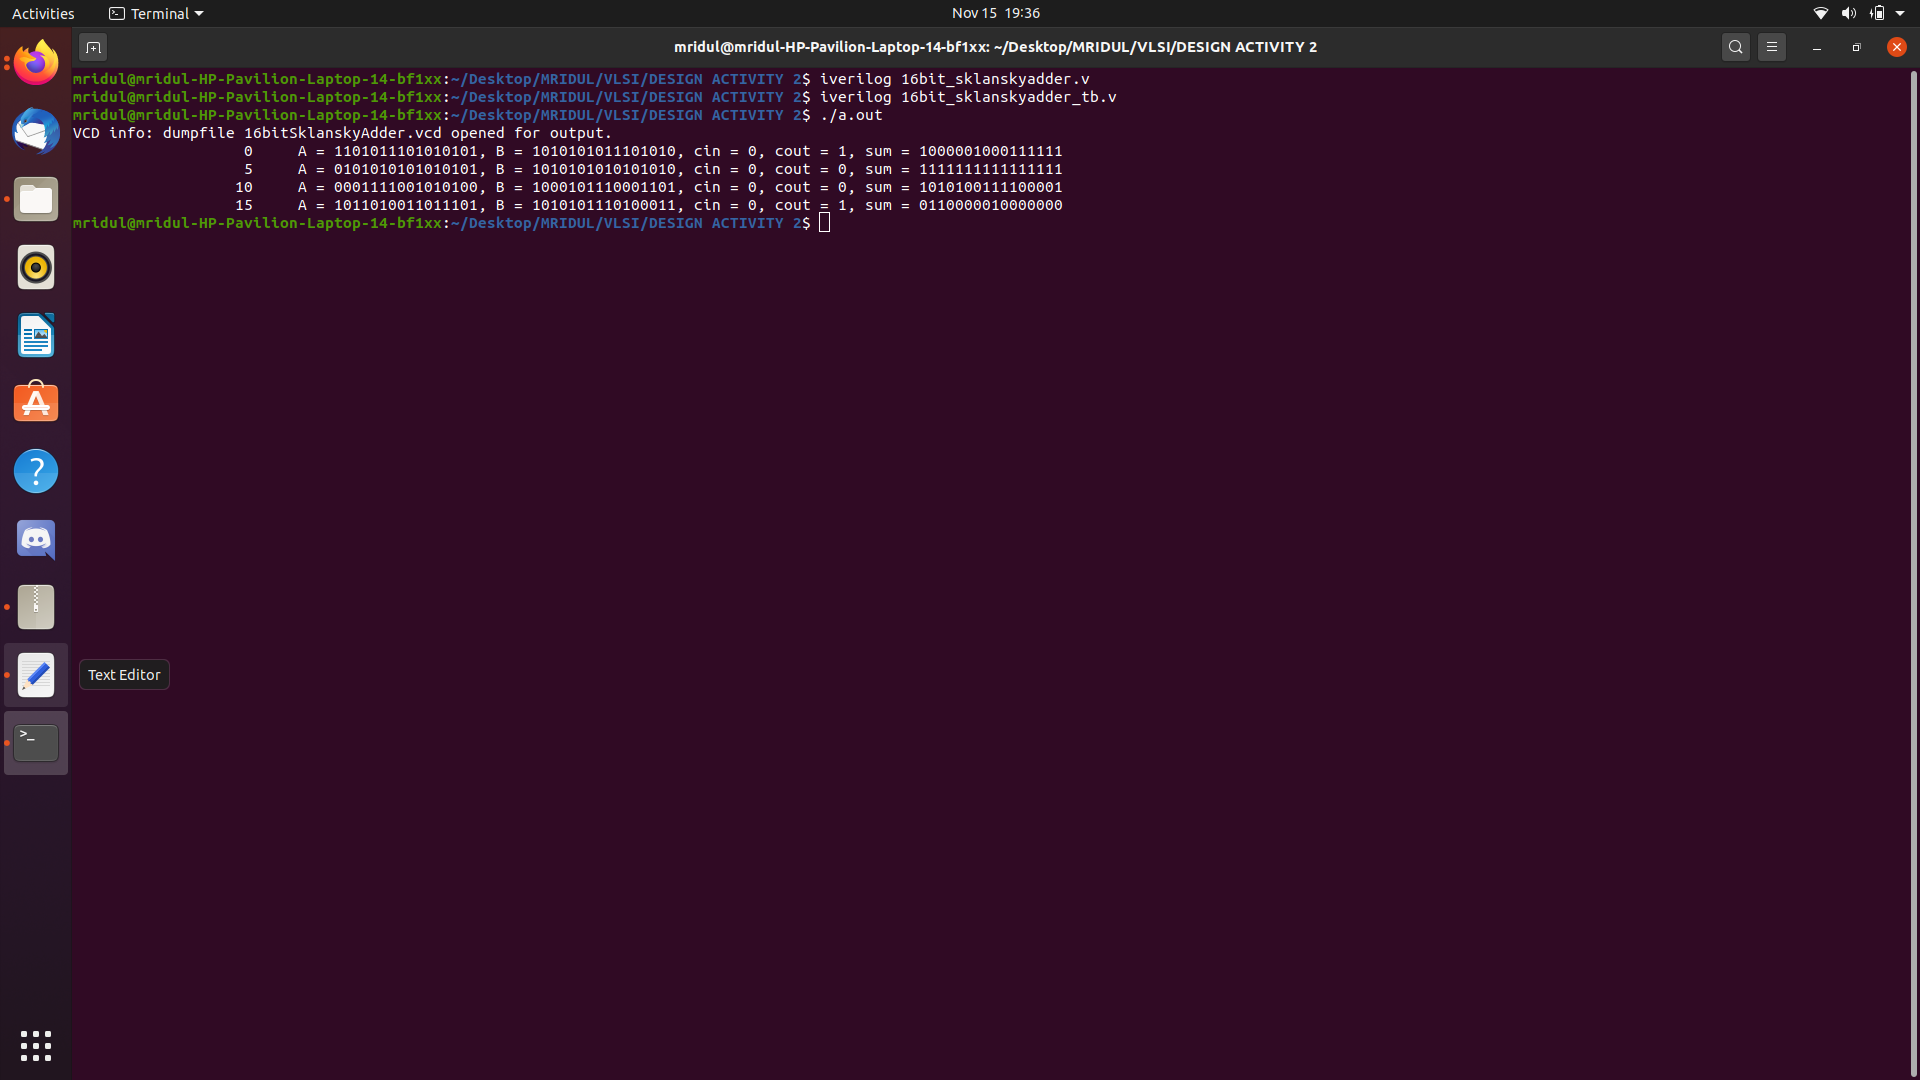 Activities
Terminal
Nov 15 19:36
mridul@mridul-HP-Pavilion-Laptop-14-bf1xx: ~/Desktop/MRIDUL/VLSI/DESIGN ACTIVITY 2
mridul@mridul-HP-Pavilion-Laptop-14-bf1xx:~/Desktop/MRIDUL/VLSI/DESIGN ACTIVITY 2$ iverilog 16bit_sklanskyadder.v
mridul@mridul-HP-Pavilion-Laptop-14-bf1xx:~/Desktop/MRIDUL/VLSI/DESIGN ACTIVITY 2$ iverilog 16bit_sklanskyadder_tb.v
mridul@mridul-HP-Pavilion-Laptop-14-bf1xx:~/Desktop/MRIDUL/VLSI/DESIGN ACTIVITY 2$ ./a.out
VCD info: dumpfile 16bitSklanskyAdder.vcd opened for output.
0     A = 1101011101010101, B = 1010101011101010, cin = 0, cout = 1, sum = 1000001000111111
5     A = 0101010101010101, B = 1010101010101010, cin = 0, cout = 0, sum = 1111111111111111
10     A = 0001111001010100, B = 1000101110001101, cin = 0, cout = 0, sum = 1010100111100001
15     A = 1011010011011101, B = 1010101110100011, cin = 0, cout = 1, sum = 0110000010000000
mridul@mridul-HP-Pavilion-Laptop-14-bf1xx:~/Desktop/MRIDUL/VLSI/DESIGN ACTIVITY 2$
Text Editor